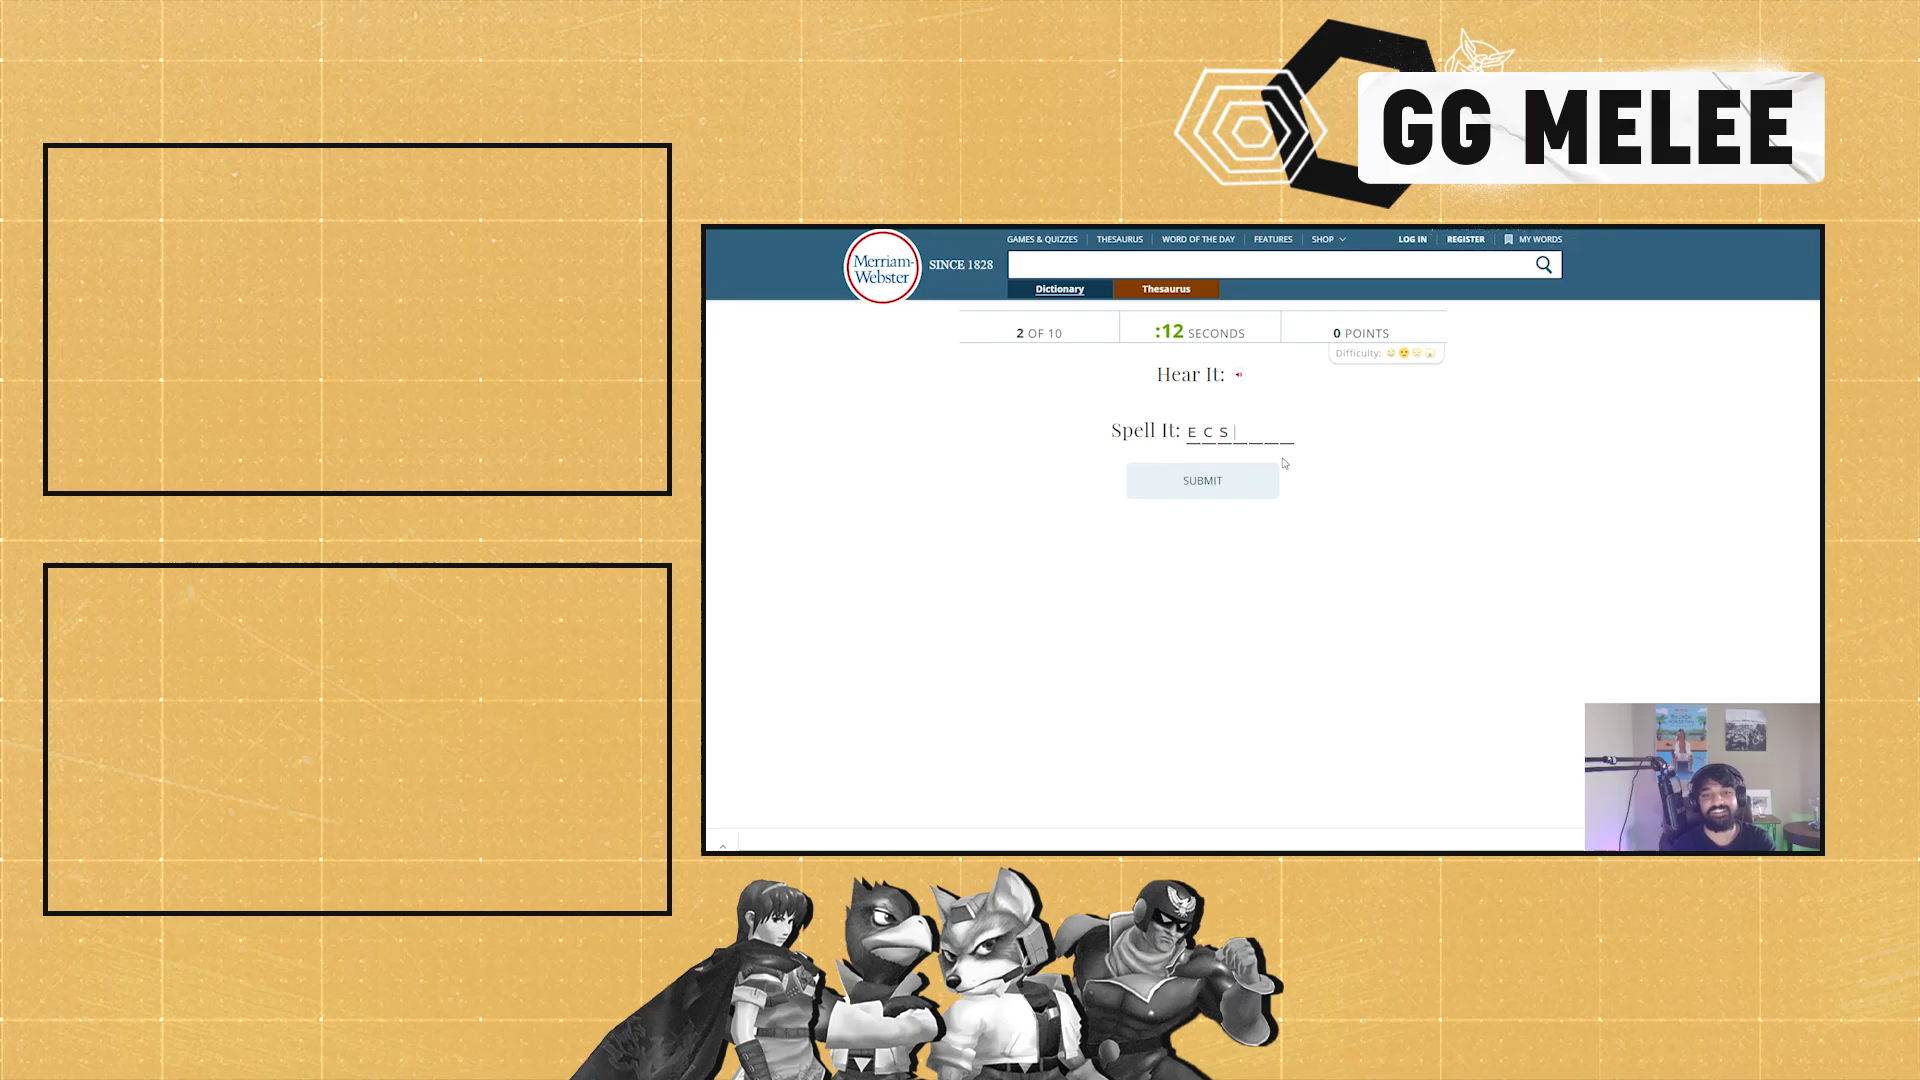 GG MELEE
GAMES & QUIZZES THESAURUS WORD OF THE DAY FEATURES SHOP LOG IN REGISTER MY WORDS
Merriam-
Webster
SINCE 1828
Dictionary Thesaurus
2 OF 10 :12 SECONDS 0 POINTS
Difficulty:
Hear It:
Spell It: E C S
SUBMIT